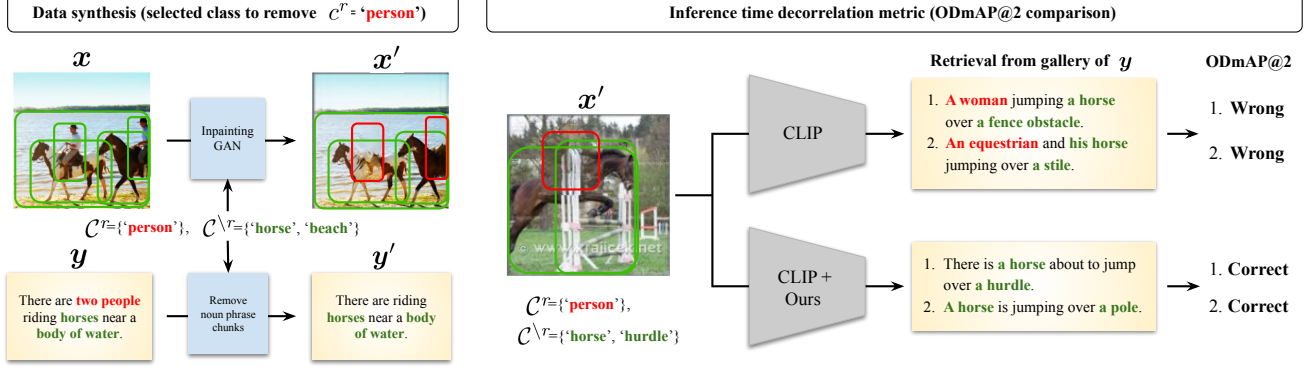 Data synthesis (selected class to remove c^r = ‘person’)
x
x′
Inpainting
GAN
C^r={‘person’}, C^\r={‘horse’, ‘beach’}
y
y′
There are two people
riding horses near a
body of water.
Remove
noun phrase
chunks
There are riding
horses near a body
of water.
Inference time decorrelation metric (ODmAP@2 comparison)
x′
C^r={‘person’},
C^\r={‘horse’, ‘hurdle’}
CLIP
CLIP +
Ours
Retrieval from gallery of y
1. A woman jumping a horse
over a fence obstacle.
2. An equestrian and his horse
jumping over a stile.
1. There is a horse about to jump
over a hurdle.
2. A horse is jumping over a pole.
ODmAP@2
1. Wrong
2. Wrong
1. Correct
2. Correct